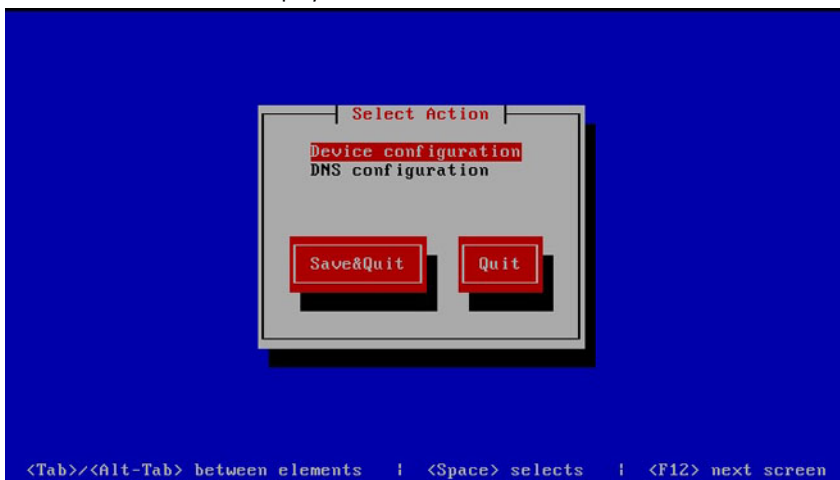 Select Action
Device configuration
DNS configuration
Save&Quit Quit
<Tab>/<Alt-Tab> between elements | <Space> selects | <F12> next screen